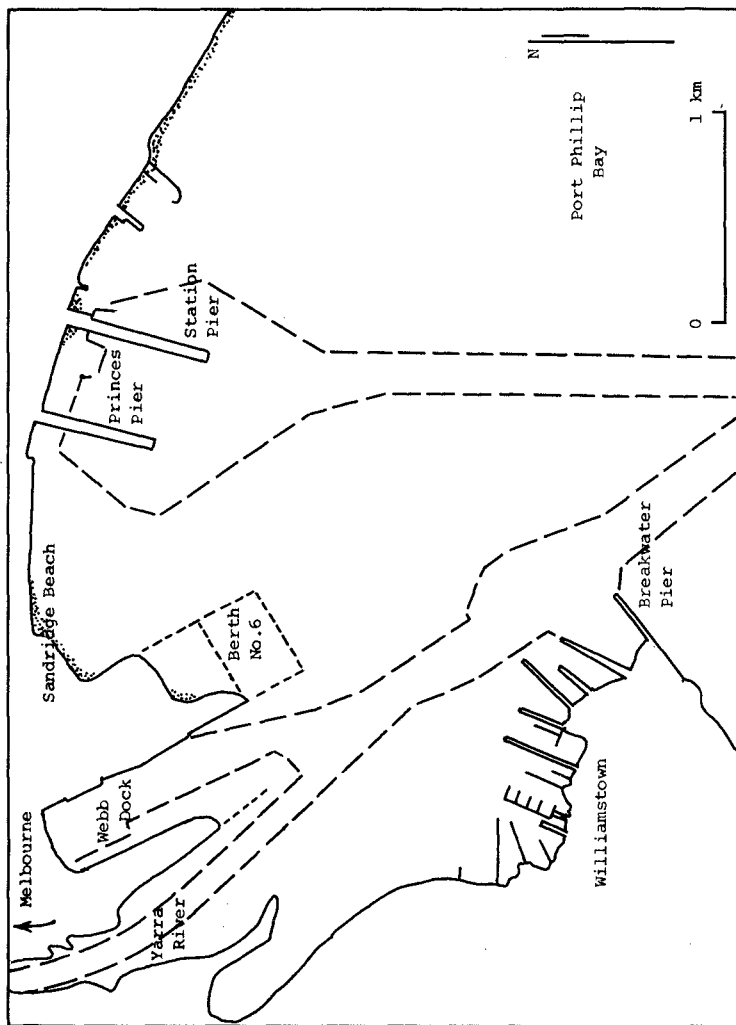 Melbourne
Sandridge Beach
Webb
Dock
Yarra
River
Berth
No.6
Princes
Pier
Station
Pier
Williamstown
Breakwater
Pier
Port Phillip
Bay
N
0
1 km